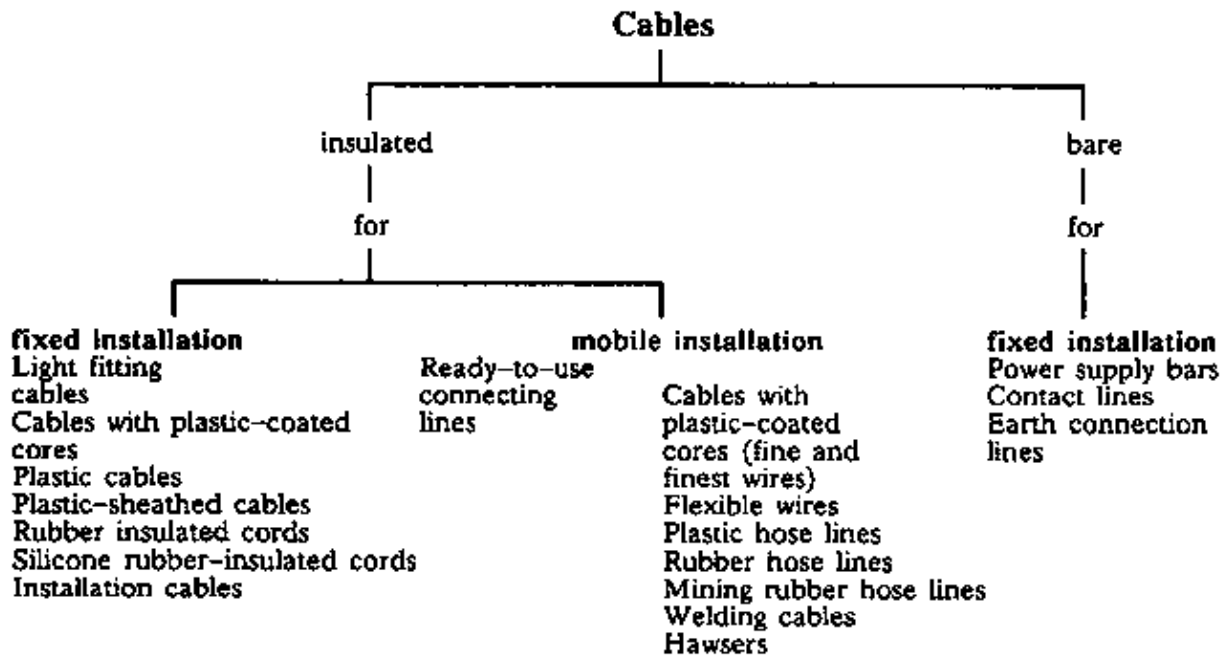 Cables
insulated
bare
for
for
fixed installation
Light fitting
cables
Cables with plastic-coated
cores
Plastic cables
Plastic-sheathed cables
Rubber insulated cords
Silicone rubber-insulated cords
Installation cables
mobile installation
Ready-to-use
connecting
lines
Cables with
plastic-coated
cores (fine and
finest wires)
Flexible wires
Plastic hose lines
Rubber hose lines
Mining rubber hose lines
Welding cables
Hawsers
fixed installation
Power supply bars
Contact lines
Earth connection
lines